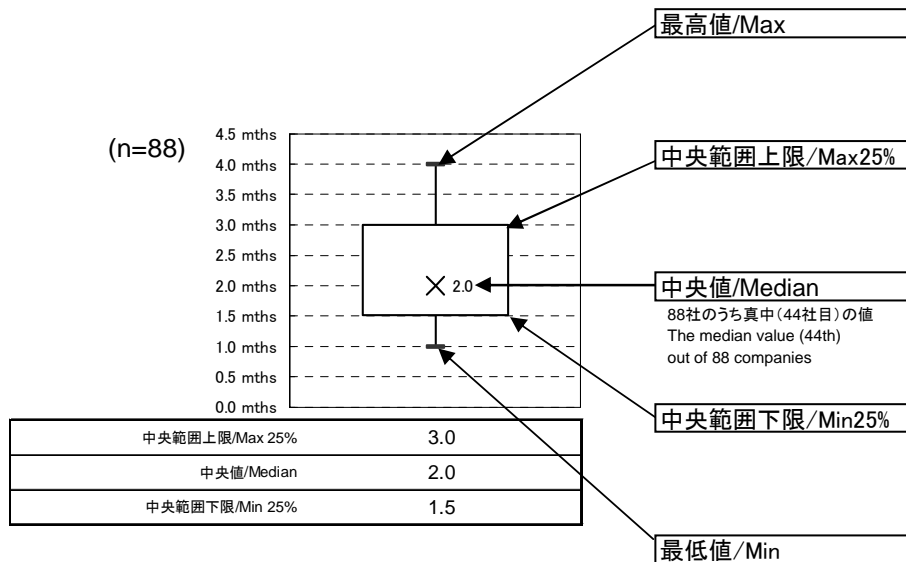 最高値/Max
(n=88)
4.5 mths
4.0 mths
3.5 mths
3.0 mths
2.5 mths
2.0 mths
1.5 mths
1.0 mths
0.5 mths
0.0 mths
2.0
中央範囲上限/Max25%
中央値/Median
88社のうち真中(44社目)の値
The median value (44th)
out of 88 companies
中央範囲下限/Min25%
中央範囲上限/Max 25% 3.0
中央値/Median 2.0
中央範囲下限/Min 25% 1.5
最低値/Min